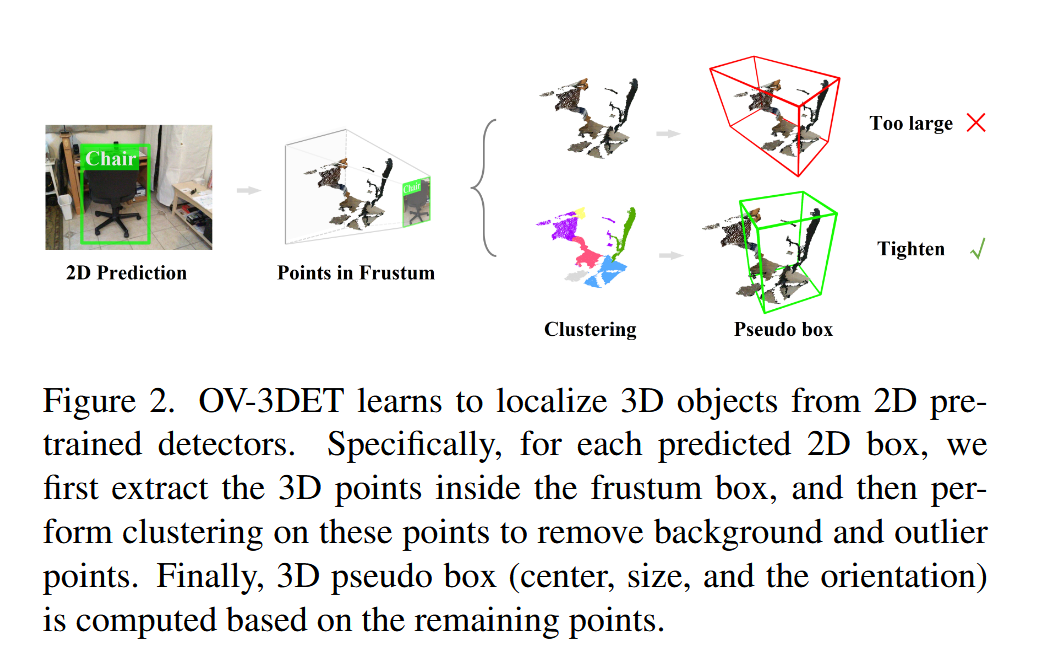 Chair
Chair
Too large
Tighten
2D Prediction
Points in Frustum
Clustering
Pseudo box
Figure 2. OV-3DET learns to localize 3D objects from 2D pre-
trained detectors. Specifically, for each predicted 2D box, we
first extract the 3D points inside the frustum box, and then per-
form clustering on these points to remove background and outlier
points. Finally, 3D pseudo box (center, size, and the orientation)
is computed based on the remaining points.